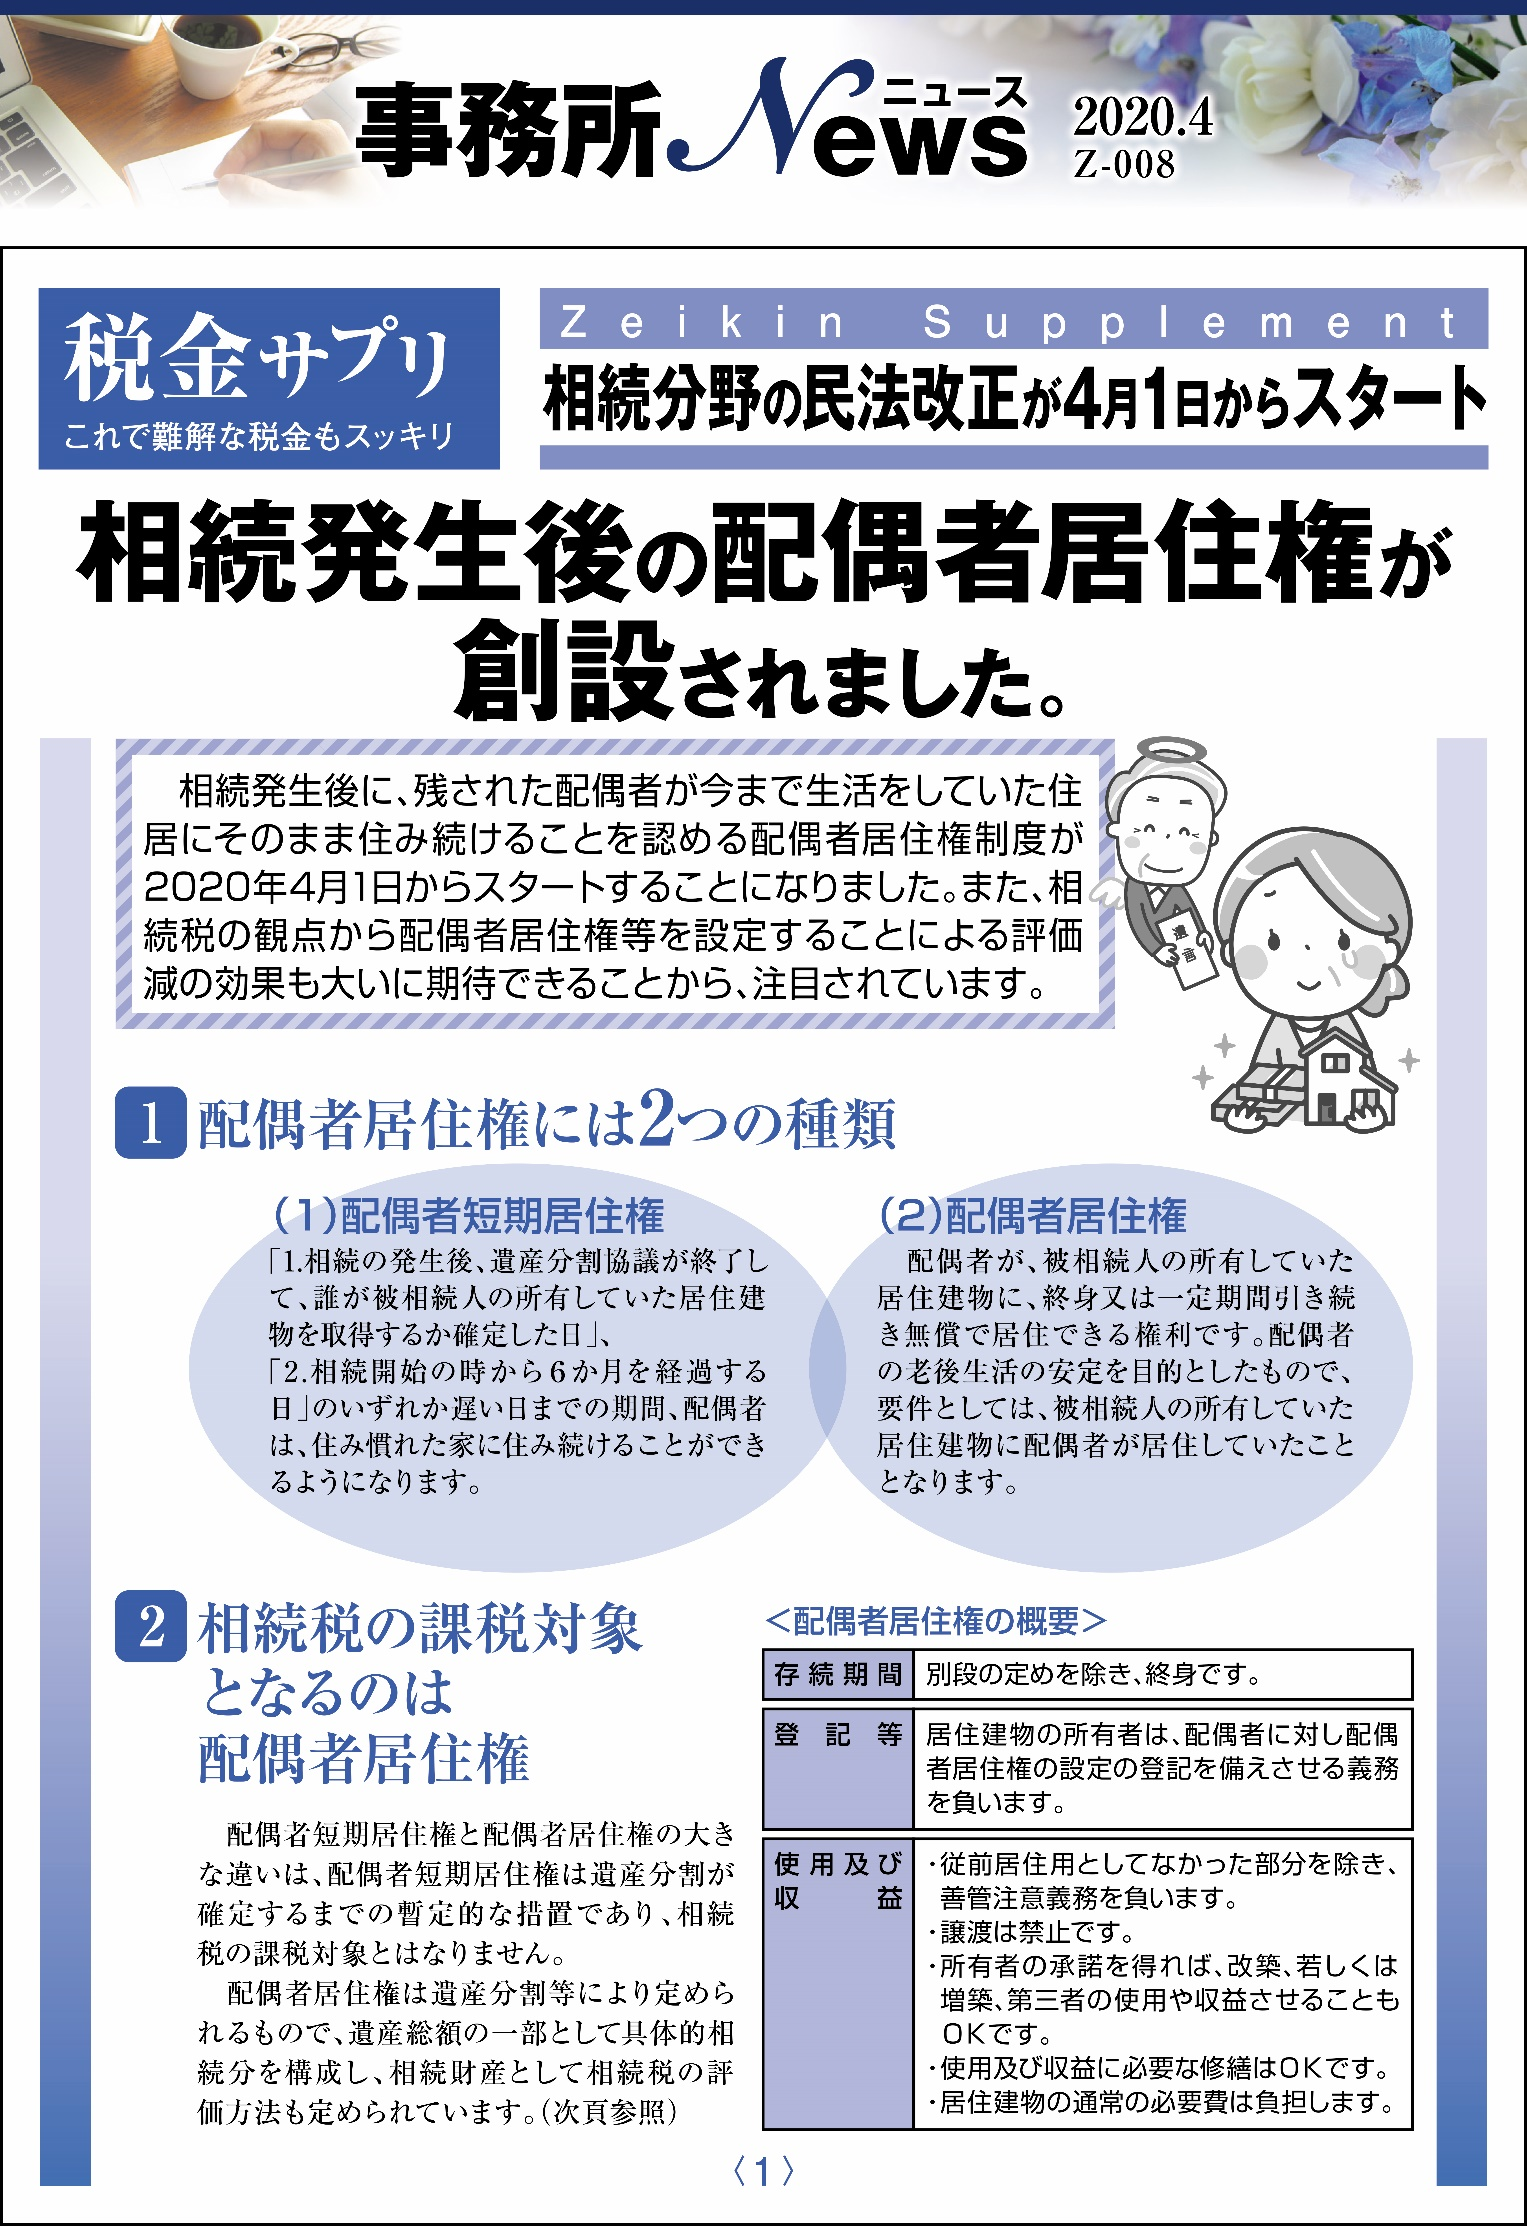 事務所News
ニュース
2020.4
Z-008
税金サプリ
これで難解な税金もスッキリ
Zeikin Supplement
相続分野の民法改正が4月1日からスタート
相続発生後の配偶者居住権が
創設されました。
相続発生後に、残された配偶者が今まで生活をしていた住
居にそのまま住み続けることを認める配偶者居住権制度が
2020年4月1日からスタートすることになりました。また、相
続税の観点から配偶者居住権等を設定することによる評価
減の効果も大いに期待できることから、注目されています。
遺言
1 配偶者居住権には2つの種類
(1)配偶者短期居住権
「1.相続の発生後、遺産分割協議が終了し
て、誰が被相続人の所有していた居住建
物を取得するか確定した日」、
「2.相続開始の時から6か月を経過する
日」のいずれか遅い日までの期間、配偶者
は、住み慣れた家に住み続けることができ
るようになります。
(2)配偶者居住権
配偶者が、被相続人の所有していた
居住建物に、終身又は一定期間引き続
き無償で居住できる権利です。配偶者
の老後生活の安定を目的としたもので、
要件としては、被相続人の所有していた
居住建物に配偶者が居住していたこと
となります。
2 相続税の課税対象
となるのは
配偶者居住権
配偶者短期居住権と配偶者居住権の大き
な違いは、配偶者短期居住権は遺産分割が
確定するまでの暫定的な措置であり、相続
税の課税対象とはなりません。
配偶者居住権は遺産分割等により定めら
れるもので、遺産総額の一部として具体的相
続分を構成し、相続財産として相続税の評
価方法も定められています。(次頁参照)
＜配偶者居住権の概要＞
存続期間 別段の定めを除き、終身です。
登記等 居住建物の所有者は、配偶者に対し配偶
者居住権の設定の登記を備えさせる義務
を負います。
使用及び
収益
・従前居住用としてなかった部分を除き、
善管注意義務を負います。
・譲渡は禁止です。
・所有者の承諾を得れば、改築、若しくは
増築、第三者の使用や収益させることも
OKです。
・使用及び収益に必要な修繕はOKです。
・居住建物の通常の必要費は負担します。
〈1〉